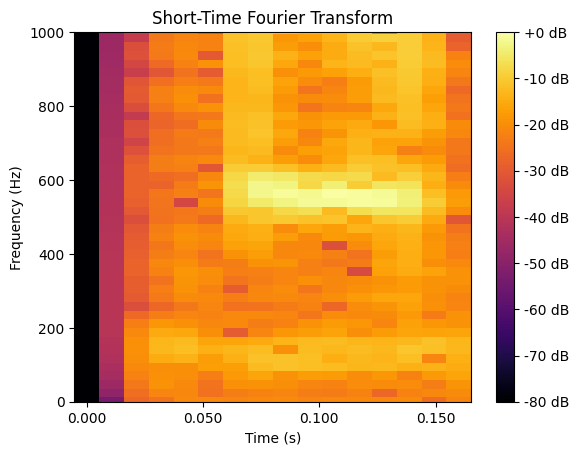 Short-Time Fourier Transform
1000
800
600
400
200
0
Frequency (Hz)
0.000
0.050
0.100
0.150
Time (s)
+0 dB
-10 dB
-20 dB
-30 dB
-40 dB
-50 dB
-60 dB
-70 dB
-80 dB